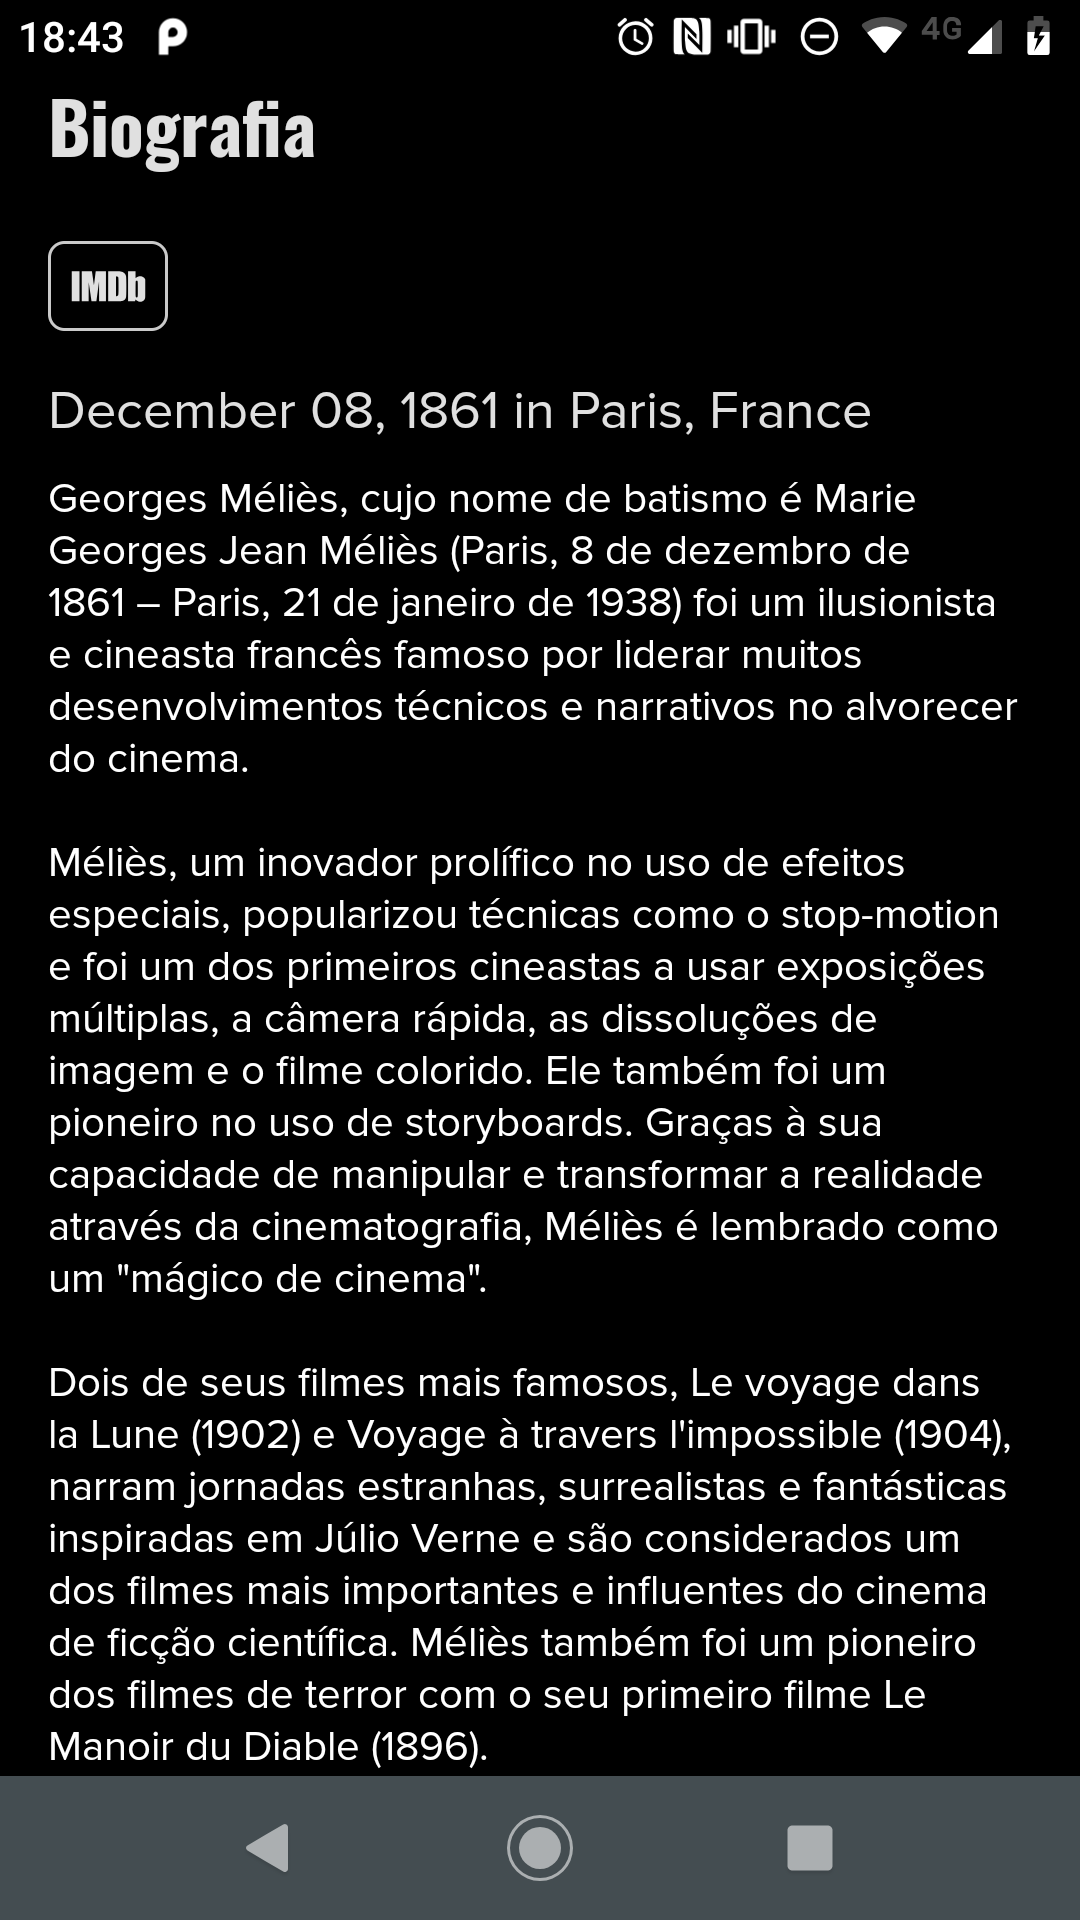 18:43
4G
Biografia
IMDb
December 08, 1861 in Paris, France
Georges Méliès, cujo nome de batismo é Marie
Georges Jean Méliès (Paris, 8 de dezembro de
1861 – Paris, 21 de janeiro de 1938) foi um ilusionista
e cineasta francês famoso por liderar muitos
desenvolvimentos técnicos e narrativos no alvorecer
do cinema.
Méliès, um inovador prolífico no uso de efeitos
especiais, popularizou técnicas como o stop-motion
e foi um dos primeiros cineastas a usar exposições
múltiplas, a câmera rápida, as dissoluções de
imagem e o filme colorido. Ele também foi um
pioneiro no uso de storyboards. Graças à sua
capacidade de manipular e transformar a realidade
através da cinematografia, Méliès é lembrado como
um "mágico de cinema".
Dois de seus filmes mais famosos, Le voyage dans
la Lune (1902) e Voyage à travers l'impossible (1904),
narram jornadas estranhas, surrealistas e fantásticas
inspiradas em Júlio Verne e são considerados um
dos filmes mais importantes e influentes do cinema
de ficção científica. Méliès também foi um pioneiro
dos filmes de terror com o seu primeiro filme Le
Manoir du Diable (1896).